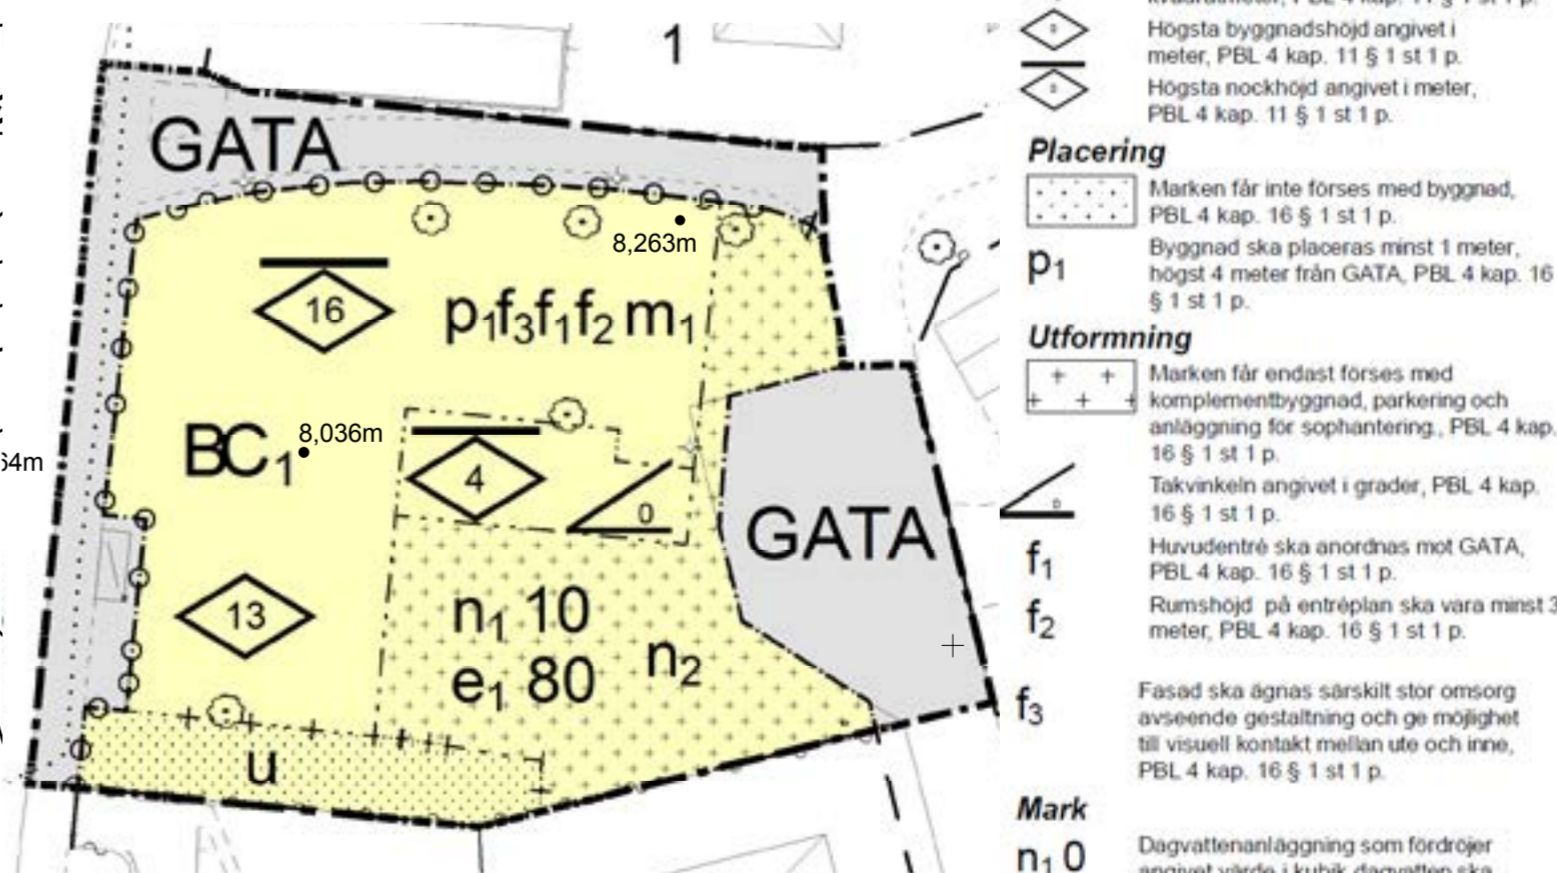 1
GATA
8,263m
16
p1f3f1f2 m1
BC1
8,036m
4
0
GATA
13
n1 10
e1 80
n2
u
54m
Högsta byggnadshöjd angivet i
meter, PBL 4 kap. 11 § 1 st 1 p.
Högsta nockhöjd angivet i meter,
PBL 4 kap. 11 § 1 st 1 p.
Placering
Marken får inte förses med byggnad,
PBL 4 kap. 16 § 1 st 1 p.
p1
Byggnad ska placeras minst 1 meter,
högst 4 meter från GATA, PBL 4 kap. 16
§ 1 st 1 p.
Utformning
Marken får endast förses med
komplementbyggnad, parkering och
anläggning för sophantering., PBL 4 kap.
16 § 1 st 1 p.
Takvinkeln angivet i grader, PBL 4 kap.
16 § 1 st 1 p.
f1
Huvudentré ska anordnas mot GATA,
PBL 4 kap. 16 § 1 st 1 p.
f2
Rumshöjd på entréplan ska vara minst 3
meter, PBL 4 kap. 16 § 1 st 1 p.
f3
Fasad ska ägnas särskilt stor omsorg
avseende gestaltning och ge möjlighet
till visuell kontakt mellan ute och inne,
PBL 4 kap. 16 § 1 st 1 p.
Mark
n1 0
Dagvattenanläggning som fördröjer
angivet värde i kubik dagvatten ska